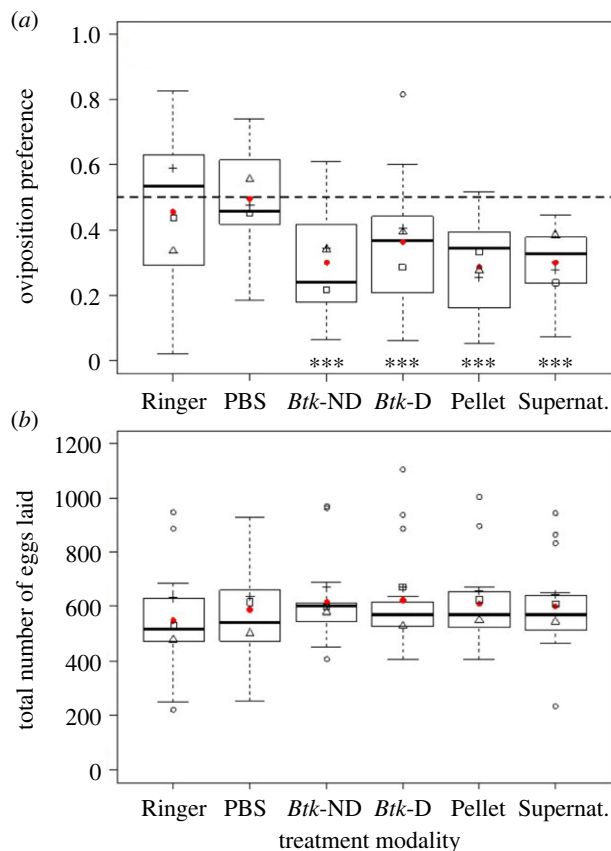 (a)
1.0
0.8
0.6
0.4
0.2
0
oviposition preference
*** *** *** ***
Ringer PBS Btk-ND Btk-D Pellet Supernat.
(b)
1200
1000
800
600
400
200
0
total number of eggs laid
Ringer PBS Btk-ND Btk-D Pellet Supernat.
treatment modality